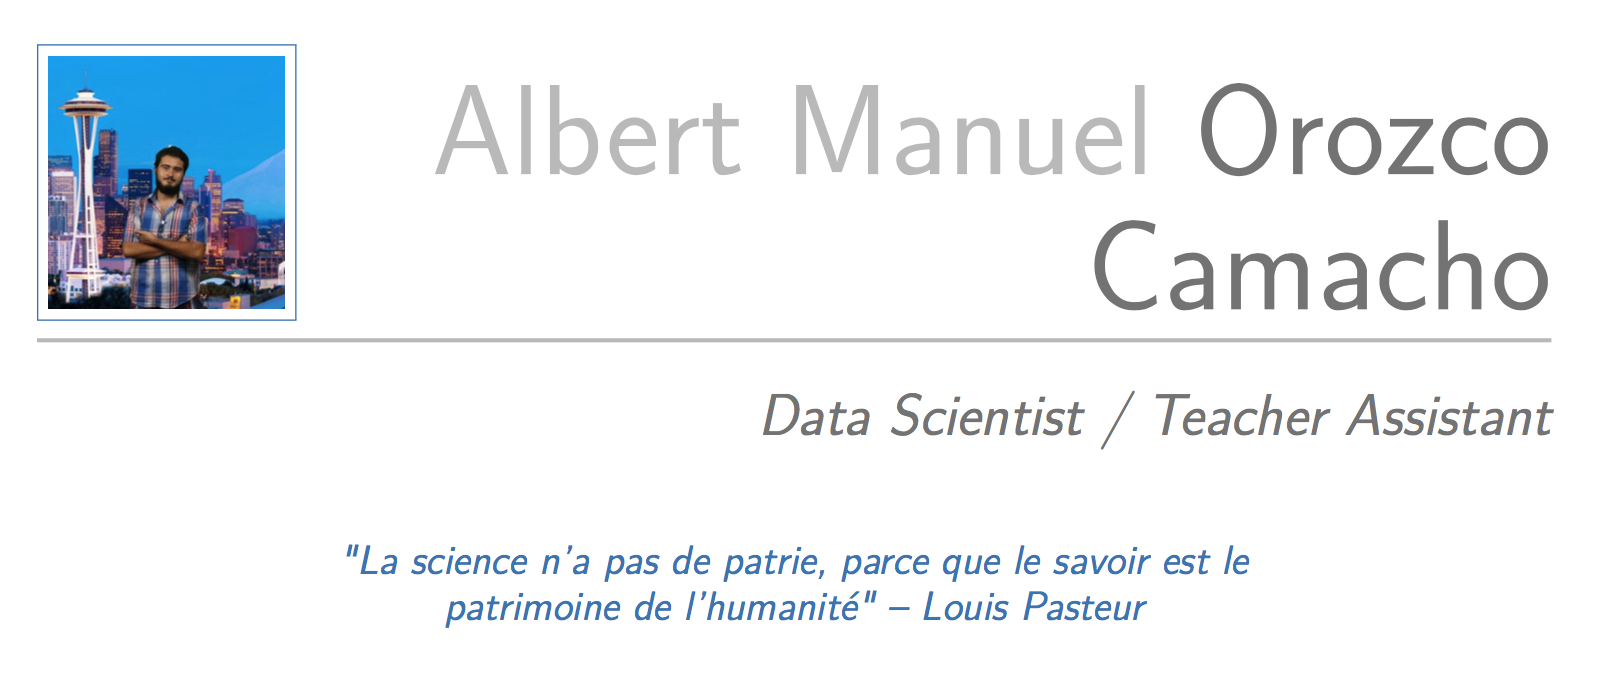 Albert Manuel Orozco
Camacho
Data Scientist / Teacher Assistant
"La science n'a pas de patrie, parce que le savoir est le
patrimoine de l'humanité" – Louis Pasteur